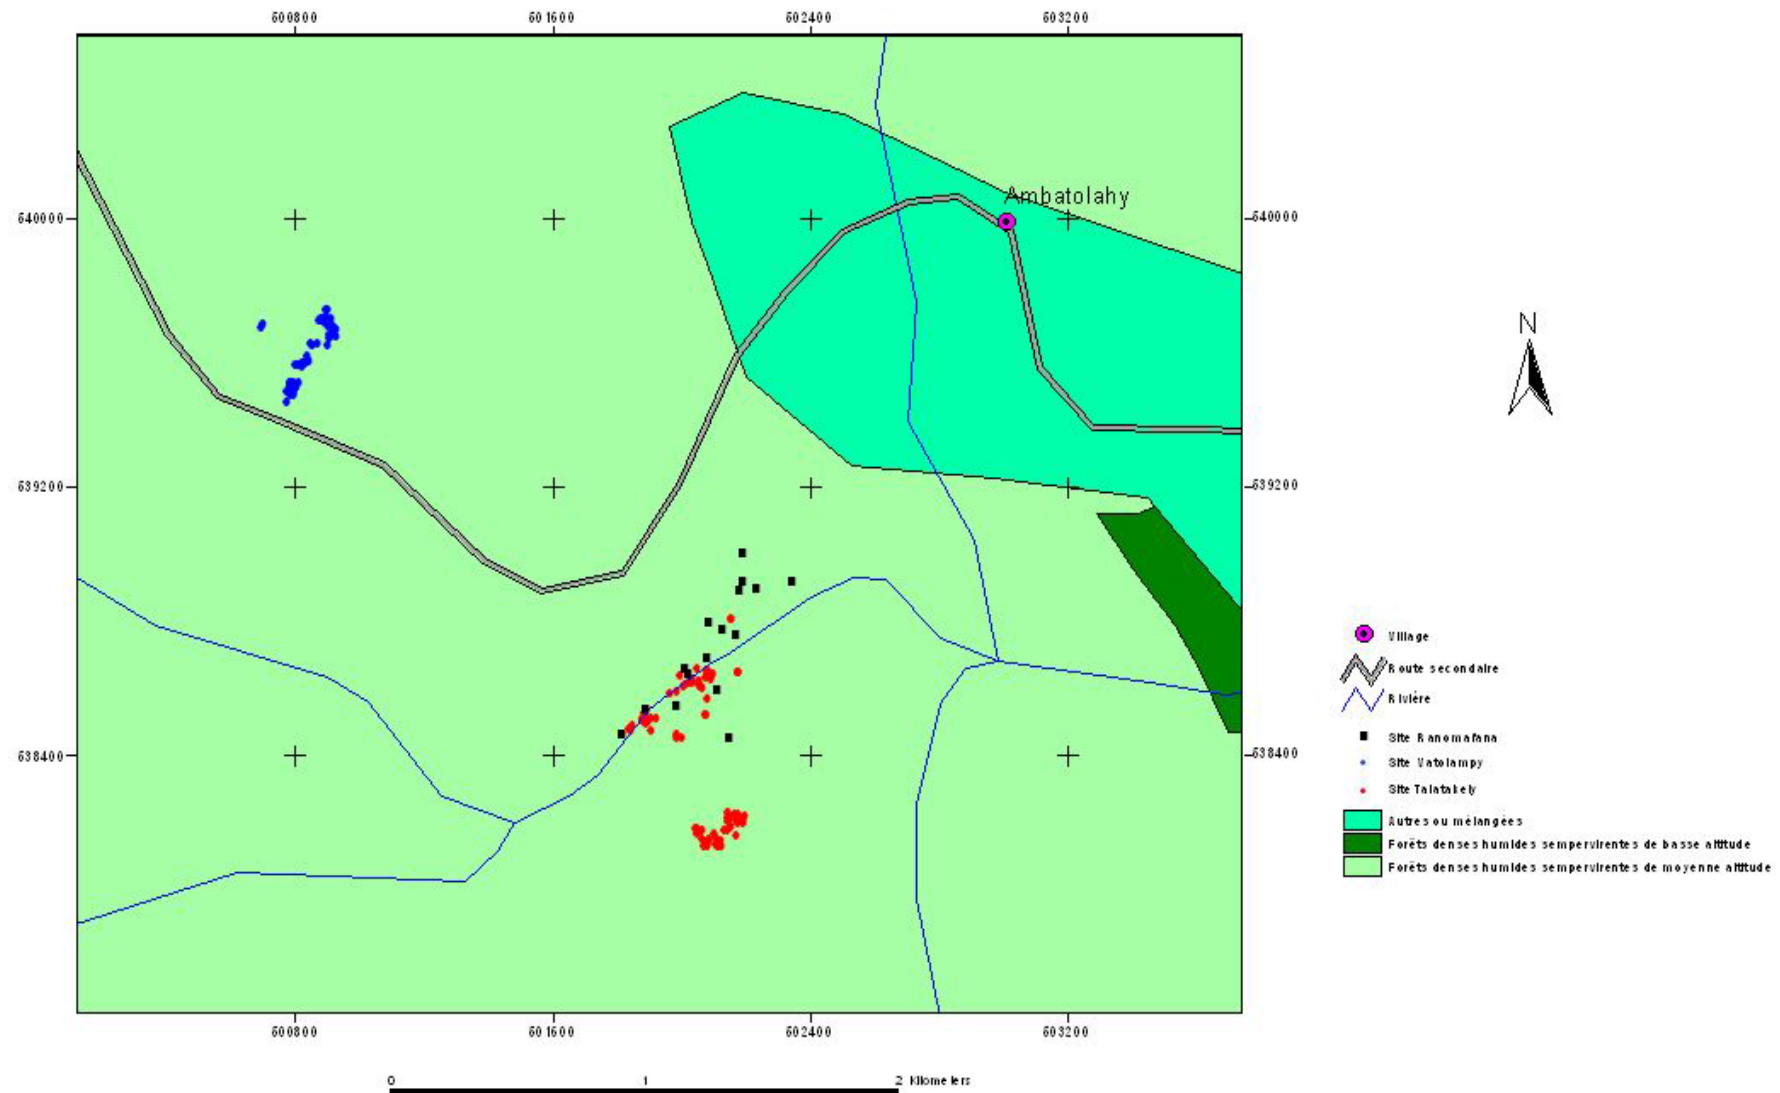 600800 601600 602400 603200
Ambatolahy
640000 640000
N
639200 639200
Village
Route secondaire
Rivière
638400 638400
Site Ranomafana
Site Vatolampy
Site Talatakely
Autres ou mélangées
Forêts denses humides sempervirentes de basse altitude
Forêts denses humides sempervirentes de moyenne altitude
600800 601600 602400 603200
0 1 2 Kilometers